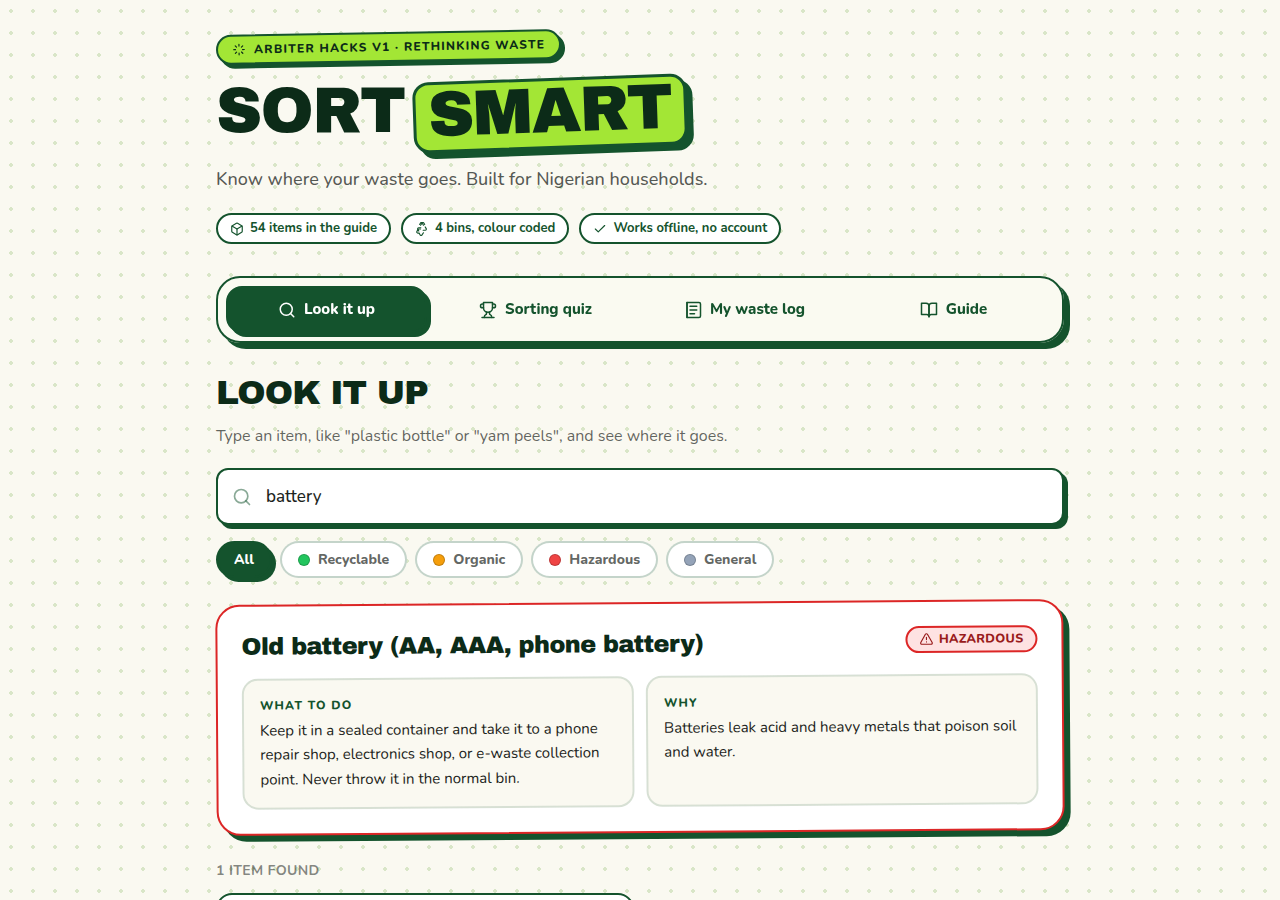 ARBITER HACKS V1 · RETHINKING WASTE
SORT SMART
Know where your waste goes. Built for Nigerian households.
54 items in the guide
4 bins, colour coded
Works offline, no account
Look it up
Sorting quiz
My waste log
Guide
LOOK IT UP
Type an item, like "plastic bottle" or "yam peels", and see where it goes.
battery
All
Recyclable
Organic
Hazardous
General
Old battery (AA, AAA, phone battery)
HAZARDOUS
WHAT TO DO
Keep it in a sealed container and take it to a phone
repair shop, electronics shop, or e-waste collection
point. Never throw it in the normal bin.
WHY
Batteries leak acid and heavy metals that poison soil
and water.
1 ITEM FOUND